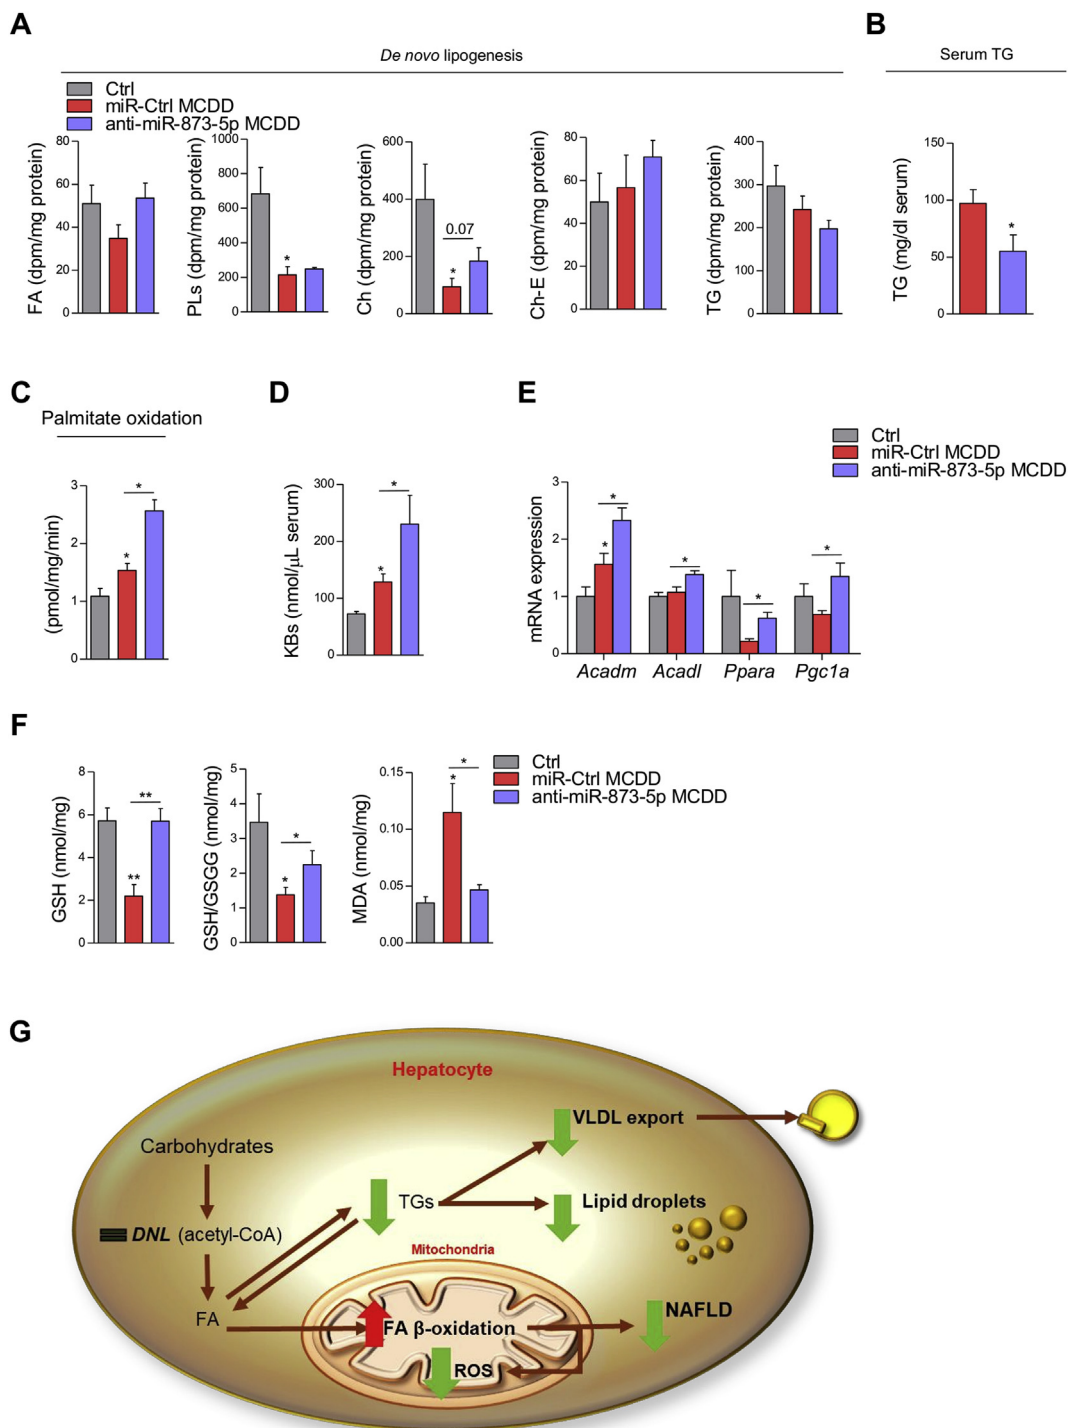 A
B
De novo lipogenesis
Serum TG
Ctrl
miR-Ctrl MCDD
anti-miR-873-5p MCDD
FA (dpm/mg protein)
80
60
40
20
0
PLs (dpm/mg protein)
1000
800
600
400
200
0
*
Ch (dpm/mg protein)
600
400
200
0
0.07
*
Ch-E (dpm/mg protein)
80
60
40
20
0
TG (dpm/mg protein)
400
300
200
100
0
TG (mg/dl serum)
150
100
50
0
*
C
D
E
Palmitate oxidation
(pmol/mg/min)
3
2
1
0
*
*
KBs (nmol/μL serum)
300
200
100
0
*
*
Ctrl
miR-Ctrl MCDD
anti-miR-873-5p MCDD
mRNA expression
3
2
1
0
*
*
*
*
*
Acadm Acadl Ppara Pgc1a
F
GSH (nmol/mg)
8
6
4
2
0
**
**
GSH/GSGG (nmol/mg)
5
4
3
2
1
0
*
*
MDA (nmol/mg)
0.15
0.10
0.05
0.00
*
*
Ctrl
miR-Ctrl MCDD
anti-miR-873-5p MCDD
G
Hepatocyte
VLDL export
Carbohydrates
TGs
Lipid droplets
DNL (acetyl-CoA)
Mitochondria
FA
FA β-oxidation
NAFLD
ROS